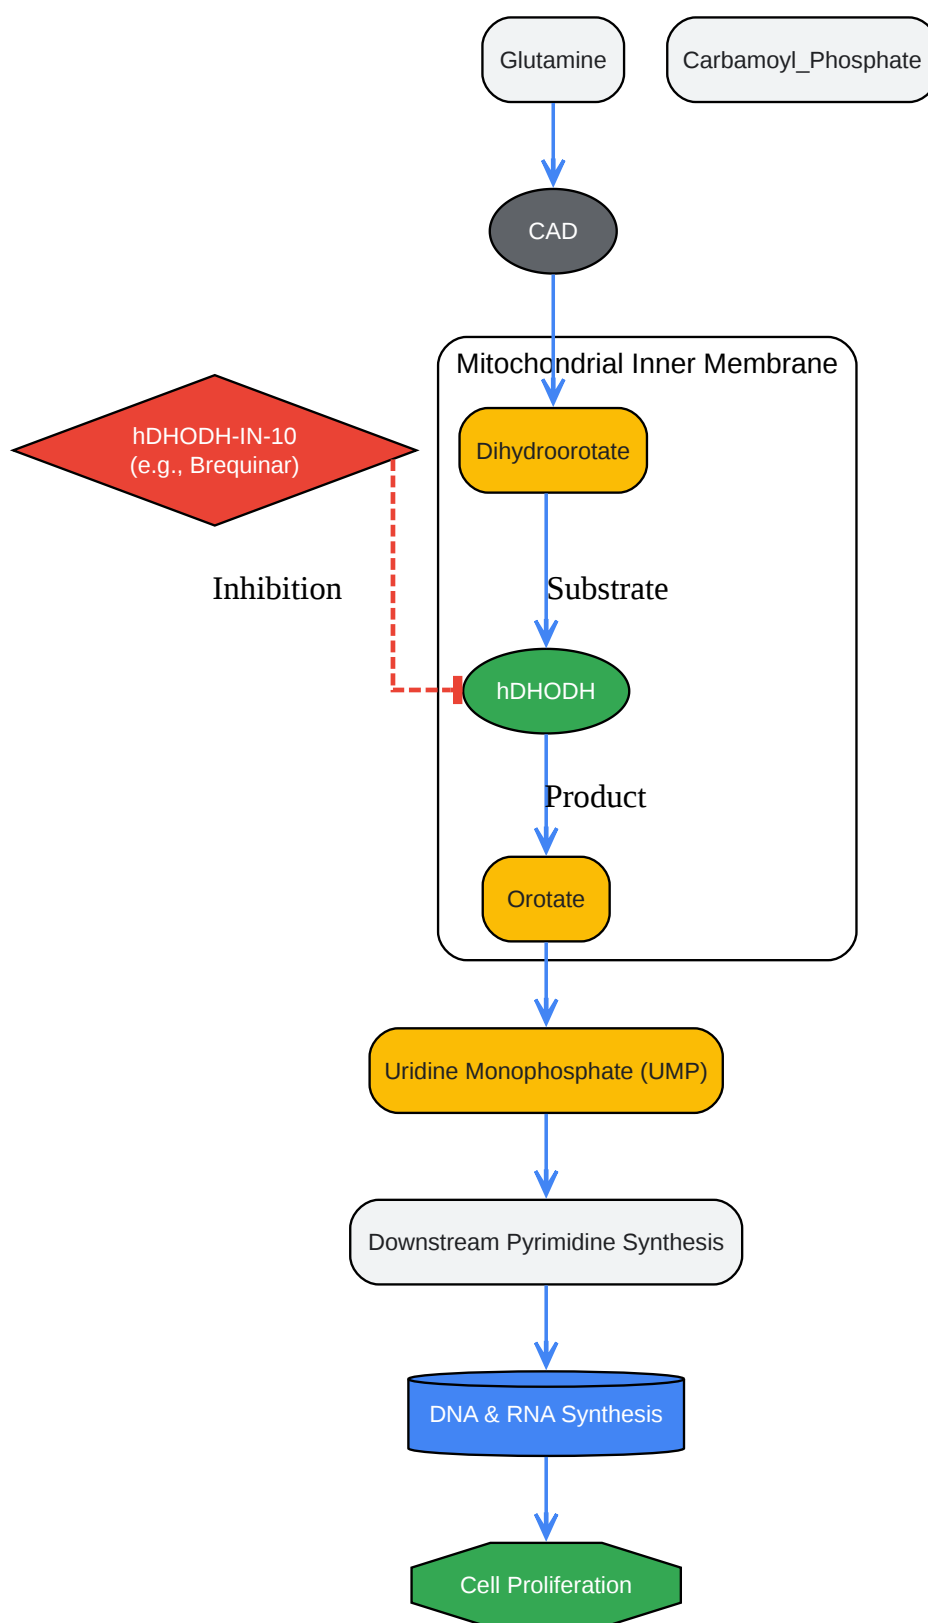 Glutamine
Carbamoyl_Phosphate
CAD
Mitochondrial Inner Membrane
hDHODH-IN-10
(e.g., Brequinar)
Dihydroorotate
Inhibition
Substrate
hDHODH
Product
Orotate
Uridine Monophosphate (UMP)
Downstream Pyrimidine Synthesis
DNA & RNA Synthesis
Cell Proliferation